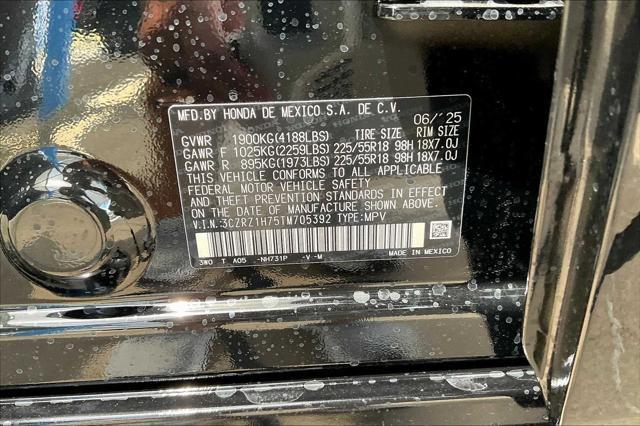 MFD.BY HONDA DE MEXICO S.A. DE C.V.
06/'25
GVWR 1900KG(4188LBS) TIRE SIZE RIM SIZE
GAWR F 1025KG(2259LBS) 225/55R18 98H 18X7.0J
GAWR R 895KG(1973LBS) 225/55R18 98H 18X7.0J
THIS VEHICLE CONFORMS TO ALL APPLICABLE
FEDERAL MOTOR VEHICLE SAFETY
AND THEFT PREVENTION STANDARDS IN EFFECT
ON THE DATE OF MANUFACTURE SHOWN ABOVE.
V.I.N.:3CZRZ1H75TM705392 TYPE:MPV
3W0 T A05 -NH731P -V -M MADE IN MEXICO